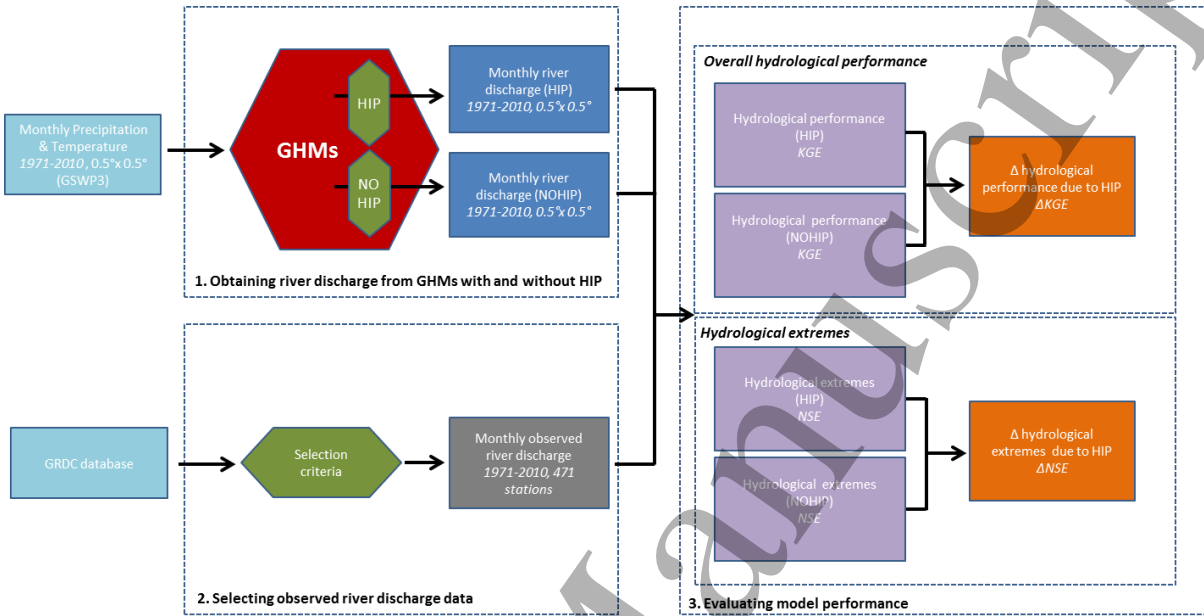 Monthly Precipitation
& Temperature
1971-2010, 0.5°x 0.5°
(GSWP3)
GHMs
HIP
NO
HIP
Monthly river
discharge (HIP)
1971-2010, 0.5°x 0.5°
Monthly river
discharge (NOHIP)
1971-2010, 0.5°x 0.5°
1. Obtaining river discharge from GHMs with and without HIP
GRDC database
Selection
criteria
Monthly observed
river discharge
1971-2010, 471
stations
2. Selecting observed river discharge data
Overall hydrological performance
Hydrological performance
(HIP)
KGE
Hydrological performance
(NOHIP)
KGE
Δ hydrological
performance due to HIP
ΔKGE
Hydrological extremes
Hydrological extremes
(HIP)
NSE
Hydrological extremes
(NOHIP)
NSE
Δ hydrological
extremes due to HIP
ΔNSE
3. Evaluating model performance